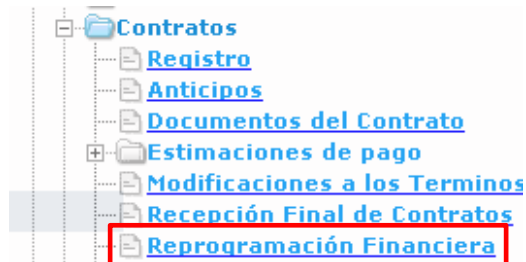 Contratos
Registro
Anticipos
Documentos del Contrato
Estimaciones de pago
Modificaciones a los Terminos
Recepción Final de Contratos
Reprogramación Financiera